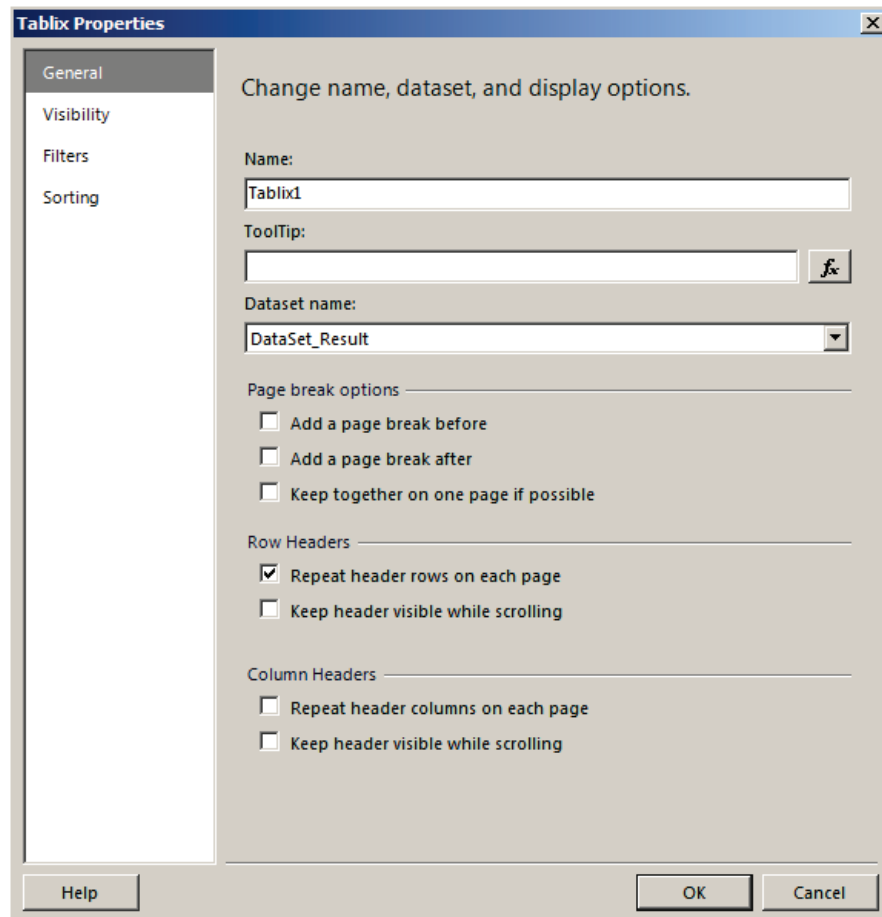 Tablix Properties
General
Visibility
Filters
Sorting
Change name, dataset, and display options.
Name:
Tablix1
ToolTip:
fx
Dataset name:
DataSet_Result
Page break options
Add a page break before
Add a page break after
Keep together on one page if possible
Row Headers
Repeat header rows on each page
Keep header visible while scrolling
Column Headers
Repeat header columns on each page
Keep header visible while scrolling
Help
OK
Cancel